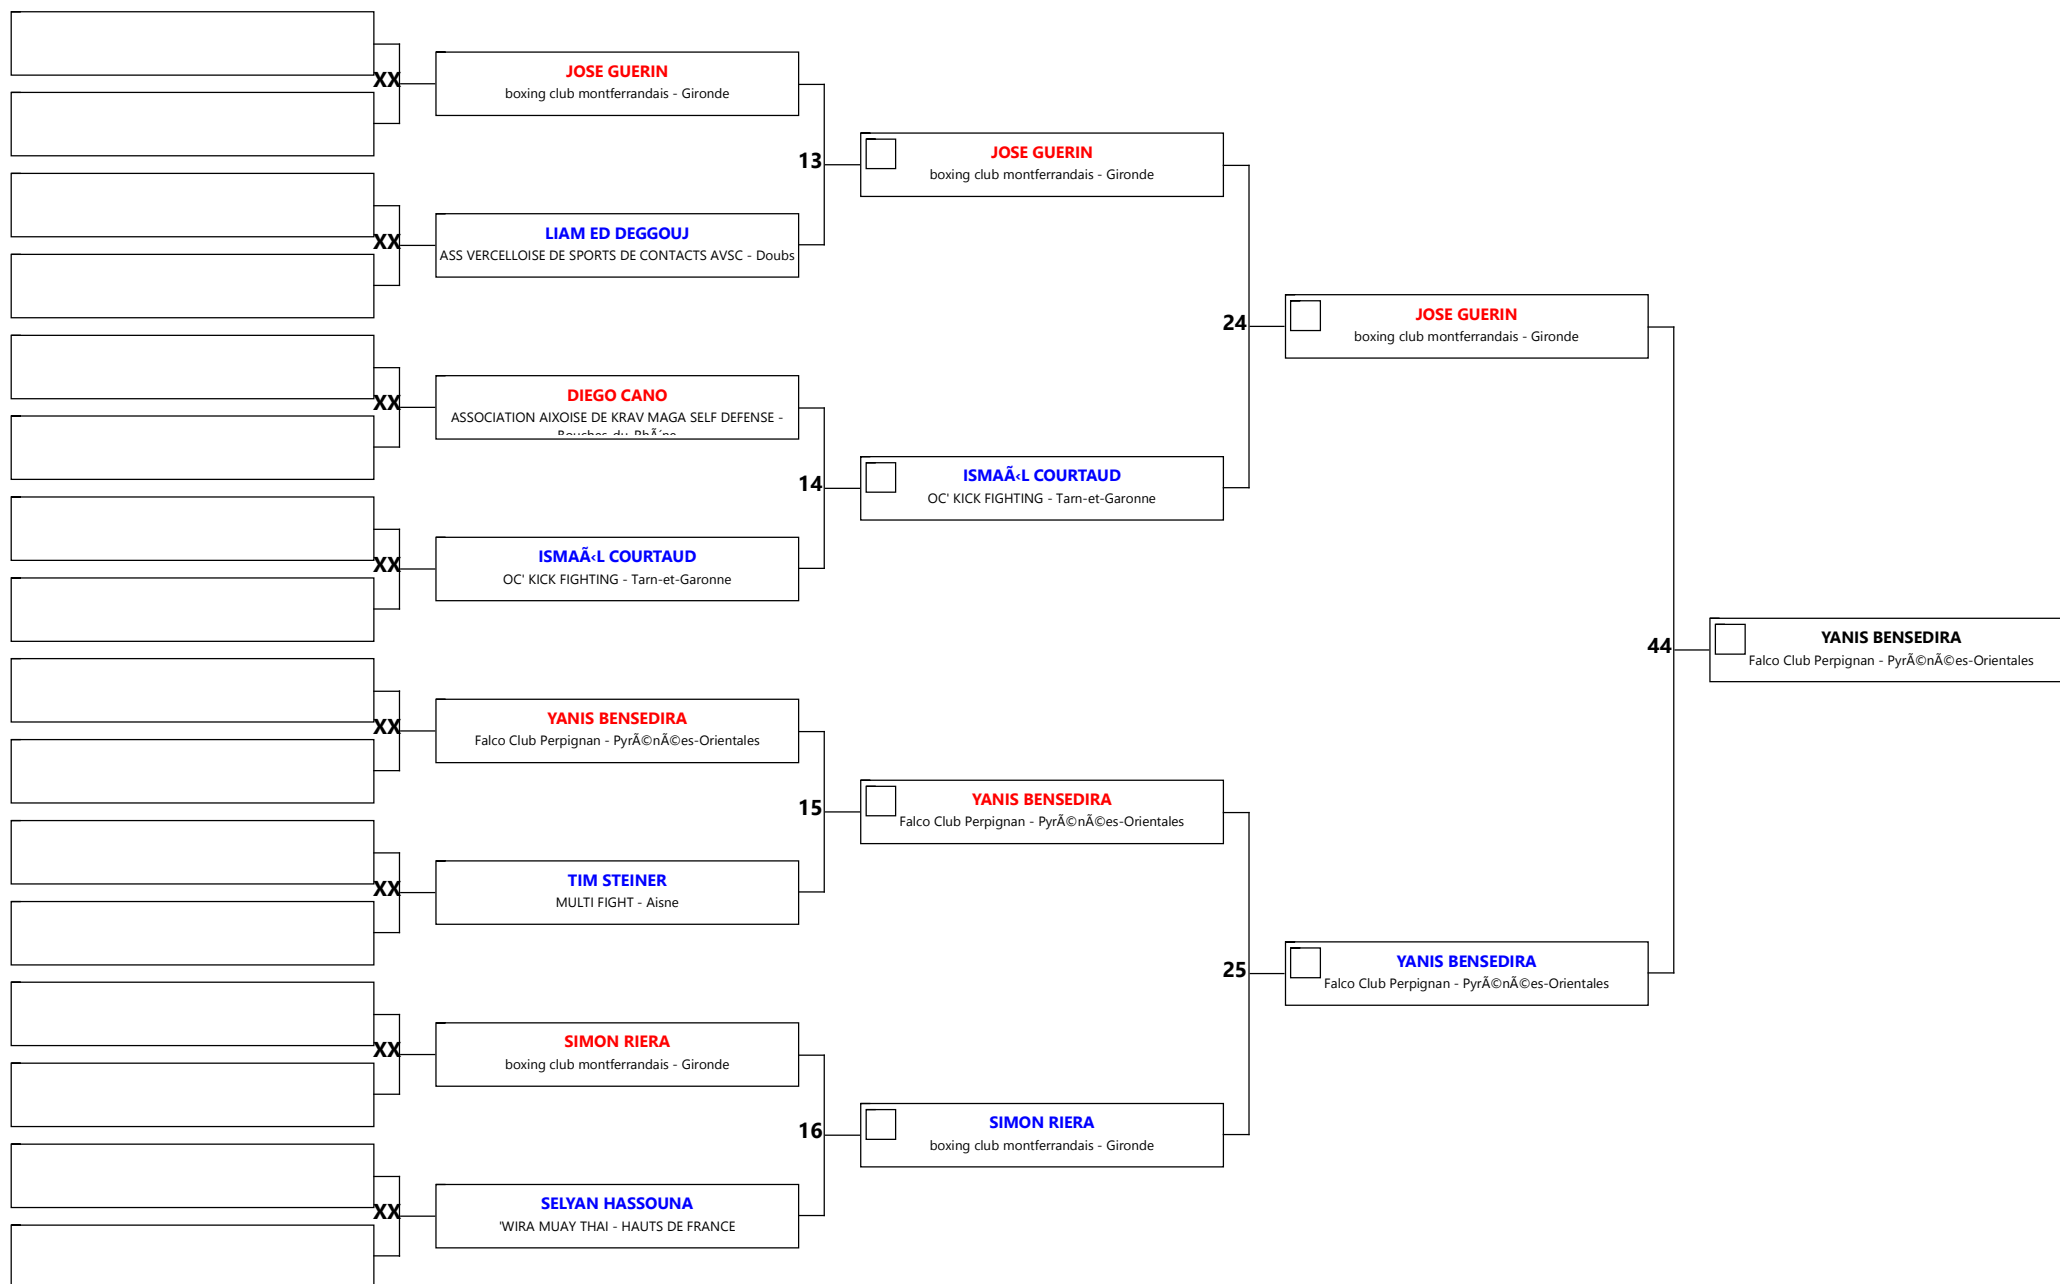 XX
JOSE GUERIN
boxing club montferrandais - Gironde
13
JOSE GUERIN
boxing club montferrandais - Gironde
XX
LIAM ED DEGGOUJ
ASS VERCELLOISE DE SPORTS DE CONTACTS AVSC - Doubs
24
JOSE GUERIN
boxing club montferrandais - Gironde
XX
DIEGO CANO
ASSOCIATION AIXOISE DE KRAV MAGA SELF DEFENSE -
Bouches-du-RhÃ´ne
14
ISMAÃ‹L COURTAUD
OC' KICK FIGHTING - Tarn-et-Garonne
XX
ISMAÃ‹L COURTAUD
OC' KICK FIGHTING - Tarn-et-Garonne
44
YANIS BENSEDIRA
Falco Club Perpignan - PyrÃ©nÃ©es-Orientales
XX
YANIS BENSEDIRA
Falco Club Perpignan - PyrÃ©nÃ©es-Orientales
15
YANIS BENSEDIRA
Falco Club Perpignan - PyrÃ©nÃ©es-Orientales
XX
TIM STEINER
MULTI FIGHT - Aisne
25
YANIS BENSEDIRA
Falco Club Perpignan - PyrÃ©nÃ©es-Orientales
XX
SIMON RIERA
boxing club montferrandais - Gironde
16
SIMON RIERA
boxing club montferrandais - Gironde
XX
SELYAN HASSOUNA
'WIRA MUAY THAI - HAUTS DE FRANCE